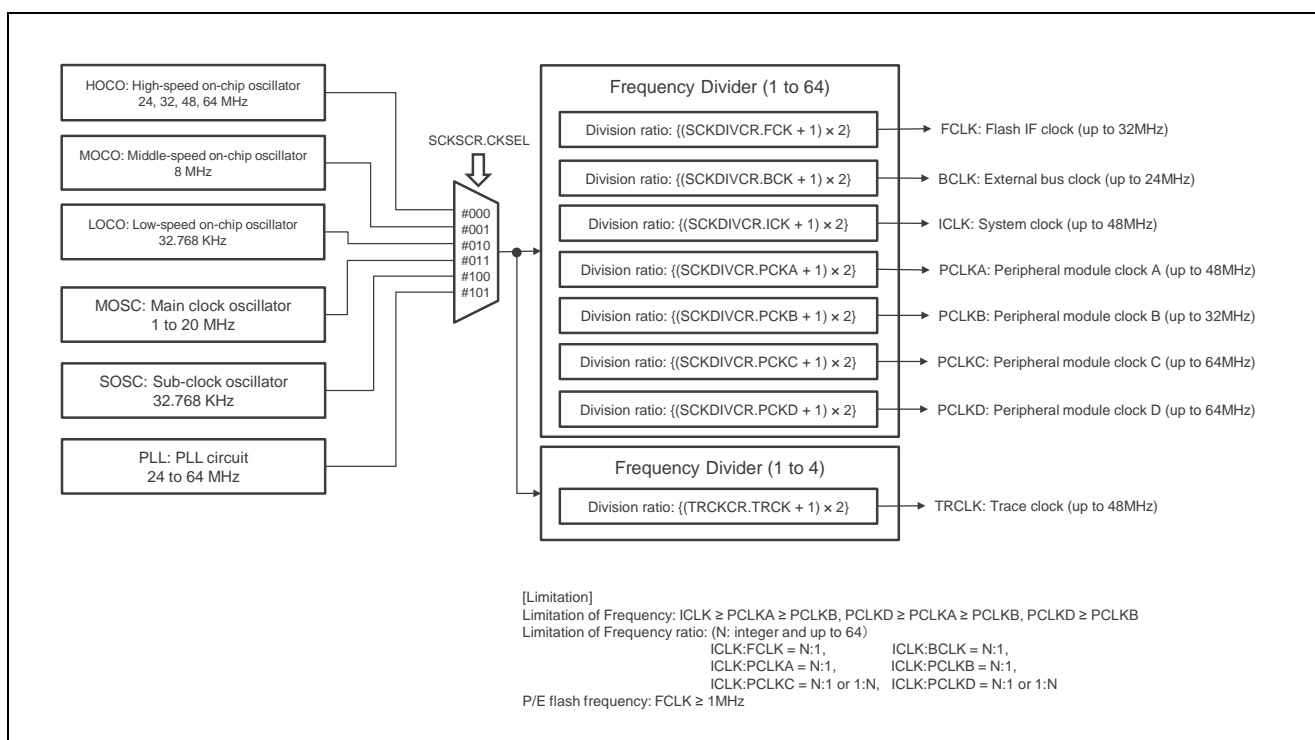 HOCO: High-speed on-chip oscillator
24, 32, 48, 64 MHz
MOCO: Middle-speed on-chip oscillator
8 MHz
LOCO: Low-speed on-chip oscillator
32.768 KHz
MOSC: Main clock oscillator
1 to 20 MHz
SOSC: Sub-clock oscillator
32.768 KHz
PLL: PLL circuit
24 to 64 MHz
SCKSCR.CKSEL
#000
#001
#010
#011
#100
#101
Frequency Divider (1 to 64)
Division ratio: {(SCKDIVCR.FCK + 1) × 2}
FCLK: Flash IF clock (up to 32MHz)
Division ratio: {(SCKDIVCR.BCK + 1) × 2}
BCLK: External bus clock (up to 24MHz)
Division ratio: {(SCKDIVCR.ICK + 1) × 2}
ICLK: System clock (up to 48MHz)
Division ratio: {(SCKDIVCR.PCKA + 1) × 2}
PCLKA: Peripheral module clock A (up to 48MHz)
Division ratio: {(SCKDIVCR.PCKB + 1) × 2}
PCLKB: Peripheral module clock B (up to 32MHz)
Division ratio: {(SCKDIVCR.PCKC + 1) × 2}
PCLKC: Peripheral module clock C (up to 64MHz)
Division ratio: {(SCKDIVCR.PCKD + 1) × 2}
PCLKD: Peripheral module clock D (up to 64MHz)
Frequency Divider (1 to 4)
Division ratio: {(TRCKCR.TRCK + 1) × 2}
TRCLK: Trace clock (up to 48MHz)
[Limitation]
Limitation of Frequency: ICLK ≥ PCLKA ≥ PCLKB, PCLKD ≥ PCLKA ≥ PCLKB, PCLKD ≥ PCLKB
Limitation of Frequency ratio: (N: integer and up to 64)
ICLK:FCLK = N:1, ICLK:BCLK = N:1,
ICLK:PCLKA = N:1, ICLK:PCLKB = N:1,
ICLK:PCLKC = N:1 or 1:N, ICLK:PCLKD = N:1 or 1:N
P/E flash frequency: FCLK ≥ 1MHz